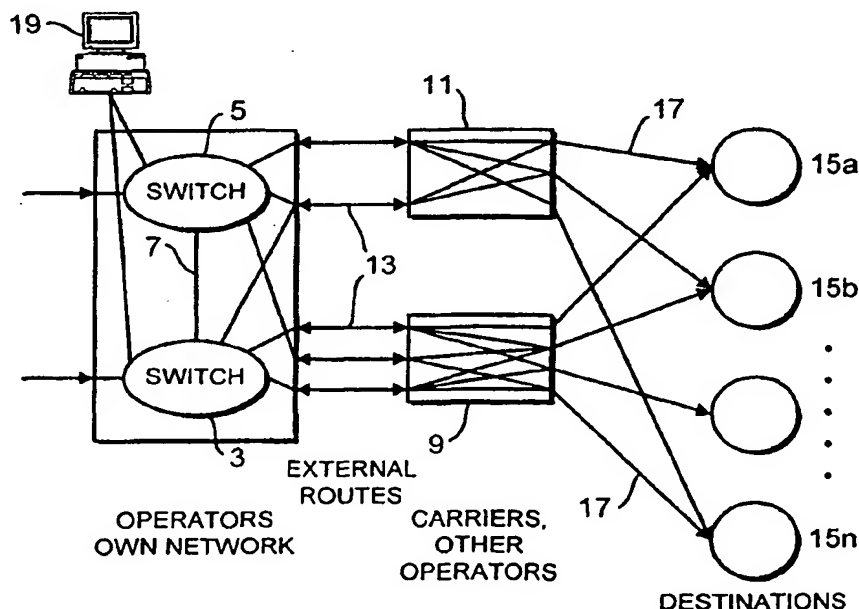 19
5
11
17
SWITCH
15a
7
13
15b
SWITCH
3
9
EXTERNAL
ROUTES
17
OPERATORS
OWN NETWORK
CARRIERS,
OTHER
OPERATORS
15n
DESTINATIONS